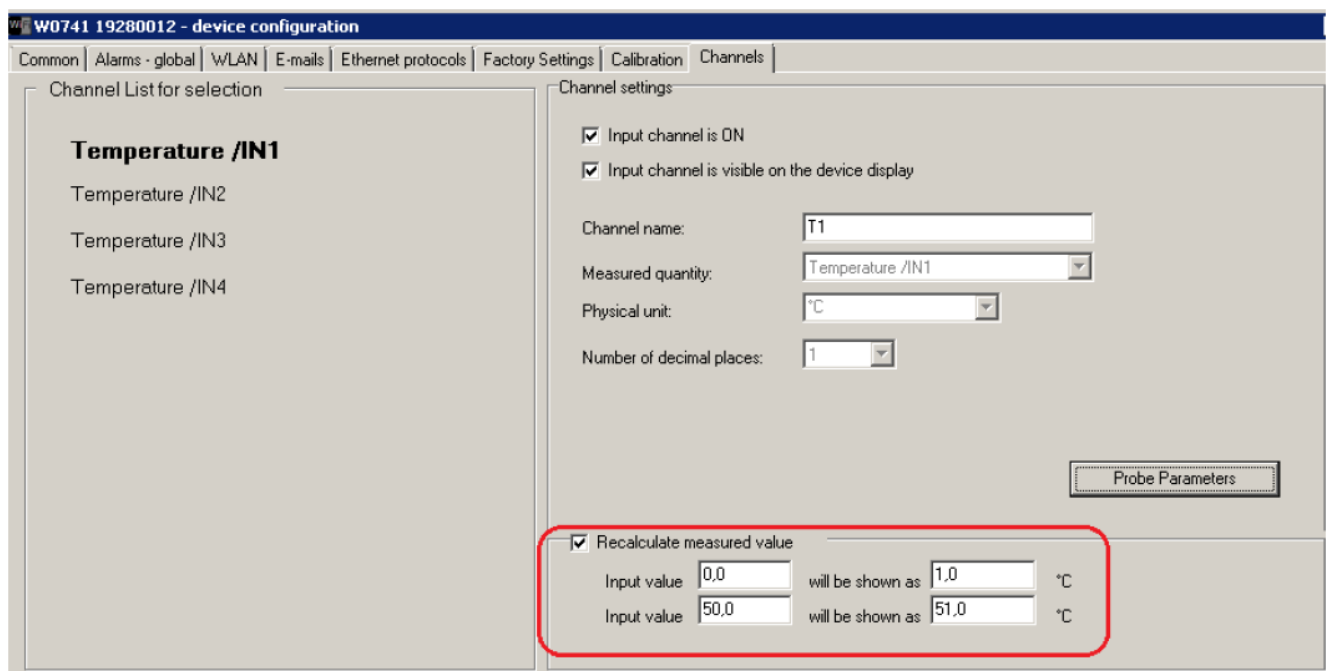 W0741 19280012 - device configuration
Common Alarms - global WLAN E-mails Ethernet protocols Factory Settings Calibration Channels
Channel List for selection
Temperature /IN1
Temperature /IN2
Temperature /IN3
Temperature /IN4
Channel settings
Input channel is ON
Input channel is visible on the device display
Channel name: T1
Measured quantity: Temperature /IN1
Physical unit: °C
Number of decimal places: 1
Probe Parameters
Recalculate measured value
Input value 0,0 will be shown as 1,0 °C
Input value 50,0 will be shown as 51,0 °C